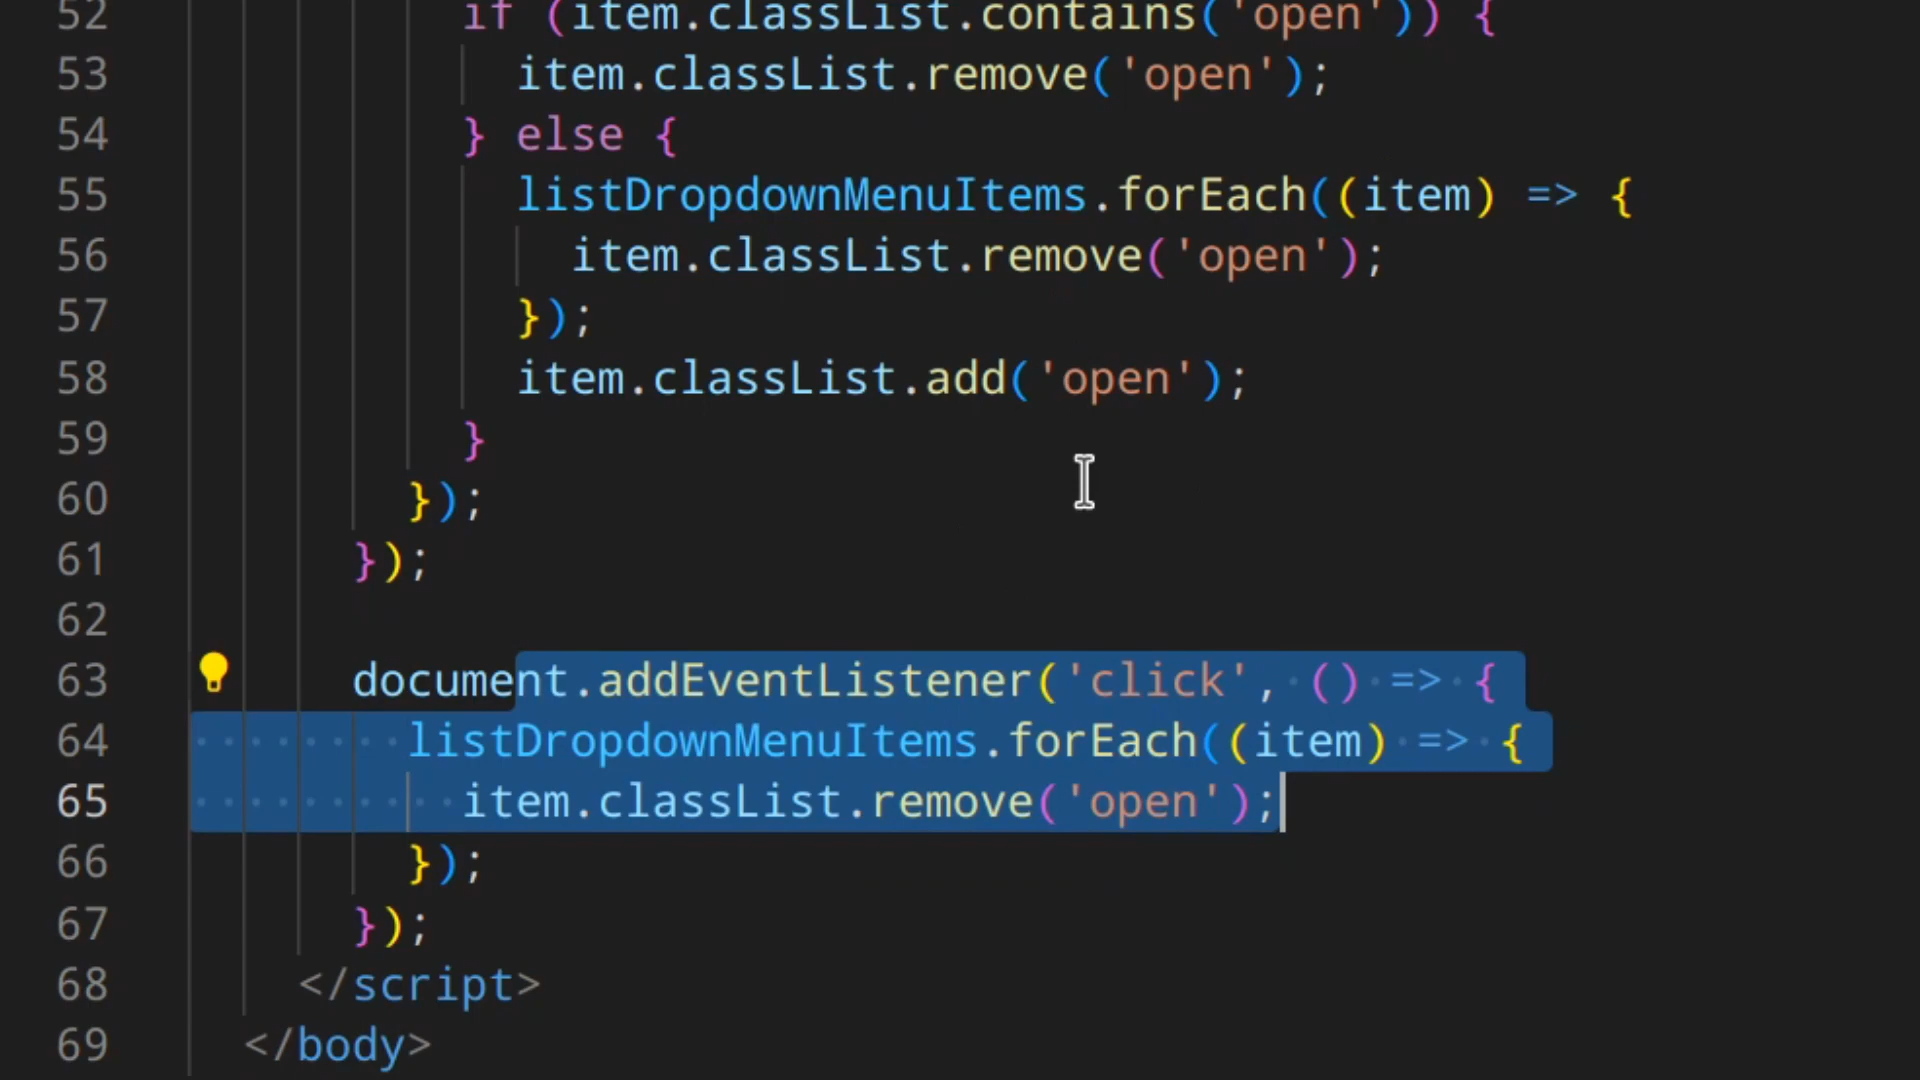 52 if (item.classList.contains('open')) {
53 item.classList.remove('open');
54 } else {
55 listDropdownMenuItems.forEach((item) => {
56 item.classList.remove('open');
57 });
58 item.classList.add('open');
59 }
60 });
61 });
62
63 document.addEventListener('click', () => {
64 listDropdownMenuItems.forEach((item) => {
65 item.classList.remove('open');
66 });
67 });
68 </script>
69 </body>